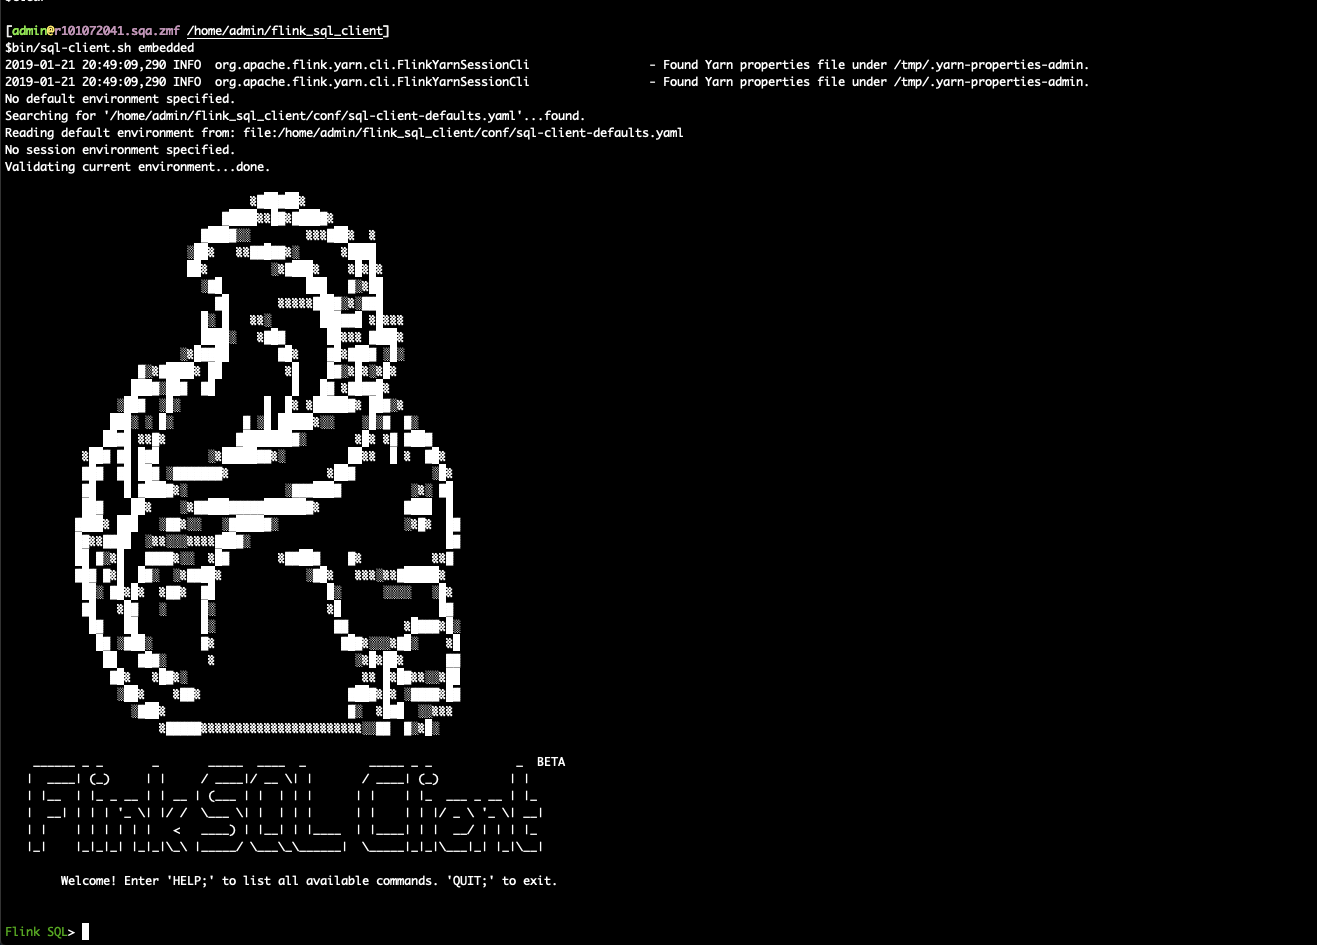 [admin@r101072041.sqa.zmf /home/admin/flink_sql_client]
$bin/sql-client.sh embedded
2019-01-21 20:49:09,290 INFO  org.apache.flink.yarn.cli.FlinkYarnSessionCli                 - Found Yarn properties file under /tmp/.yarn-properties-admin.
2019-01-21 20:49:09,290 INFO  org.apache.flink.yarn.cli.FlinkYarnSessionCli                 - Found Yarn properties file under /tmp/.yarn-properties-admin.
No default environment specified.
Searching for '/home/admin/flink_sql_client/conf/sql-client-defaults.yaml'...found.
Reading default environment from: file:/home/admin/flink_sql_client/conf/sql-client-defaults.yaml
No session environment specified.
Validating current environment...done.
Flink SQL Client BETA
Welcome! Enter 'HELP;' to list all available commands. 'QUIT;' to exit.
Flink SQL>